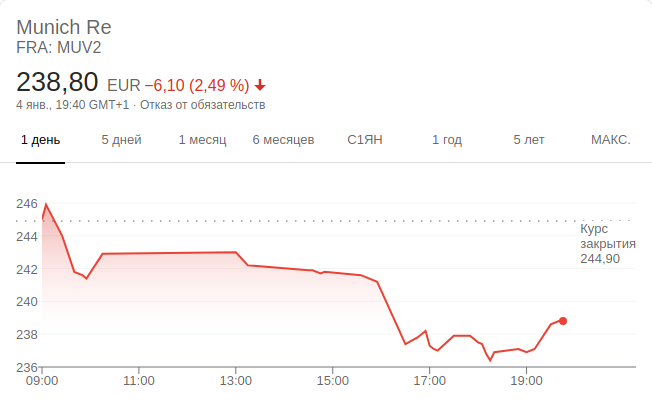 Munich Re
FRA: MUV2
238,80 EUR −6,10 (2,49 %)
4 янв., 19:40 GMT+1 · Отказ от обязательств
1 день 5 дней 1 месяц 6 месяцев С1ЯН 1 год 5 лет МАКС.
246
Курс
244
закрытия
244,90
242
240
238
236
09:00 11:00 13:00 15:00 17:00 19:00